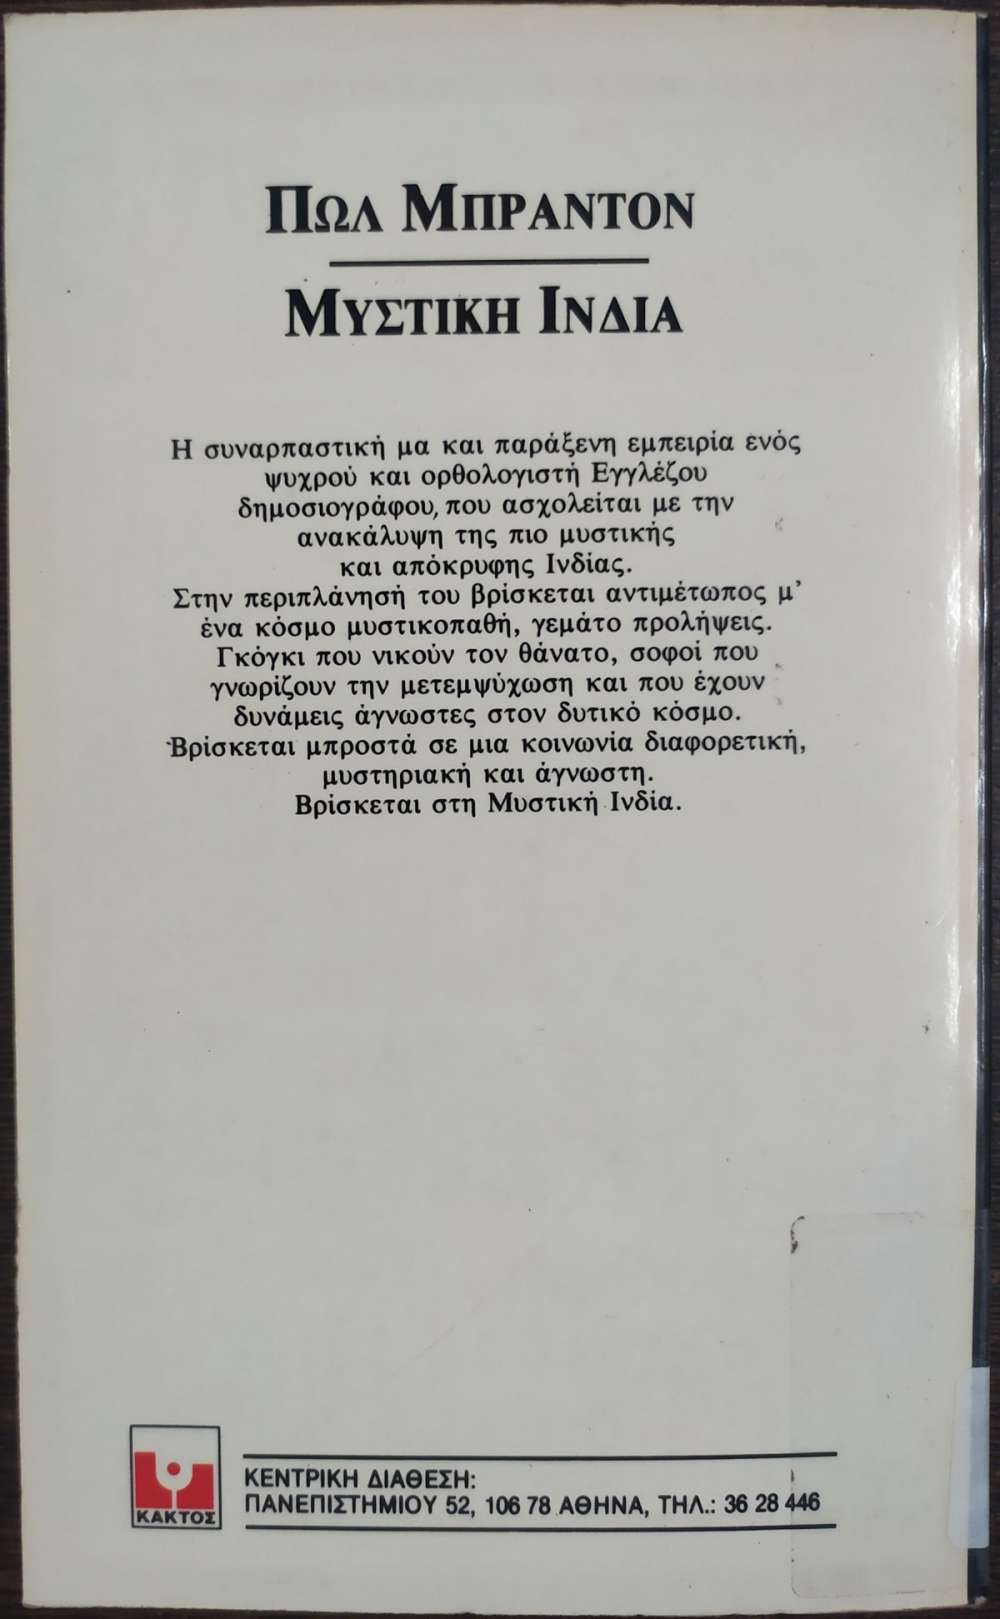 ΠΩΛ ΜΠΡΑΝΤΟΝ
ΜΥΣΤΙΚΗ ΙΝΔΙΑ
Η συναρπαστική μα και παράξενη εμπειρία ενός
ψυχρού και ορθολογιστή Εγγλέζου
δημοσιογράφου, που ασχολείται με την
ανακάλυψη της πιο μυστικής
και απόκρυφης Ινδίας.
Στην περιπλάνησή του βρίσκεται αντιμέτωπος μ'
ένα κόσμο μυστικοπαθή, γεμάτο προλήψεις.
Γκόγκι που νικούν τον θάνατο, σοφοί που
γνωρίζουν την μετεμψύχωση και που έχουν
δυνάμεις άγνωστες στον δυτικό κόσμο.
Βρίσκεται μπροστά σε μια κοινωνία διαφορετική,
μυστηριακή και άγνωστη.
Βρίσκεται στη Μυστική Ινδία.
ΚΑΚΤΟΣ
ΚΕΝΤΡΙΚΗ ΔΙΑΘΕΣΗ:
ΠΑΝΕΠΙΣΤΗΜΙΟΥ 52, 106 78 ΑΘΗΝΑ, ΤΗΛ.: 36 28 446